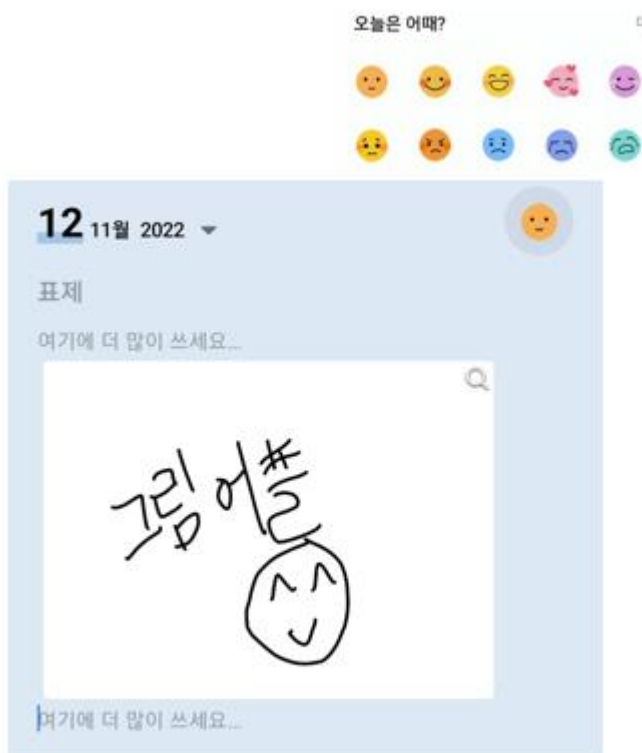 오늘은 어때?
12 11월 2022
표제
여기에 더 많이 쓰세요...
그림어플
여기에 더 많이 쓰세요...